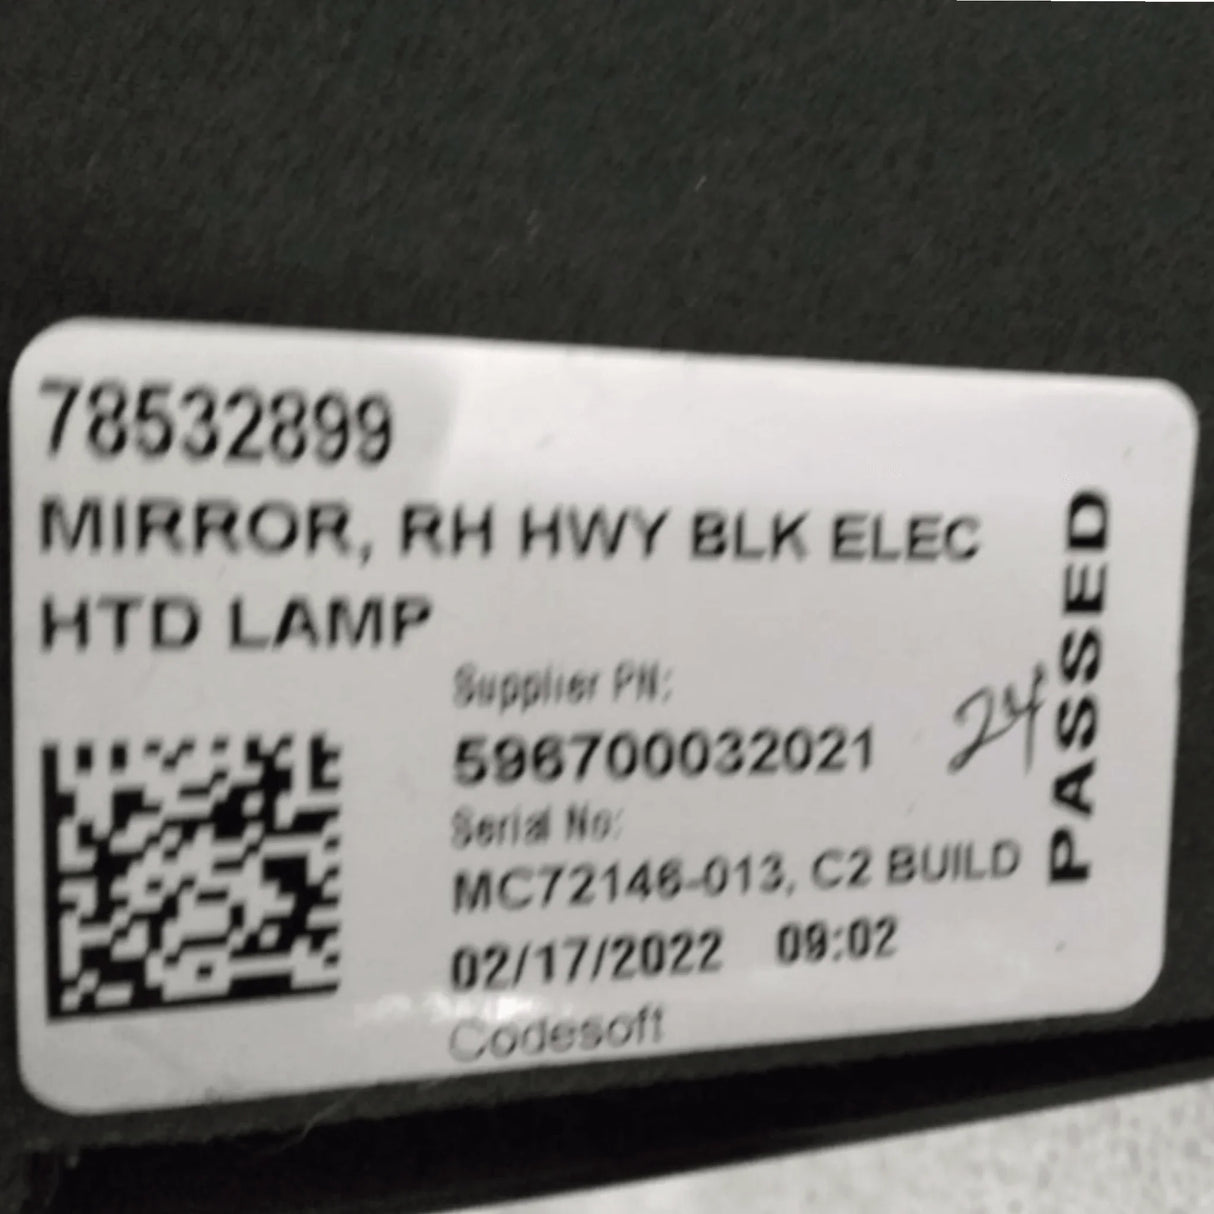 78532899
MIRROR, RH HWY BLK ELEC
HTD LAMP
Supplier PN:
596700032021
Serial No:
MC72146-013, C2 BUILD
02/17/2022 09:02
Codesoft
24
PASSED